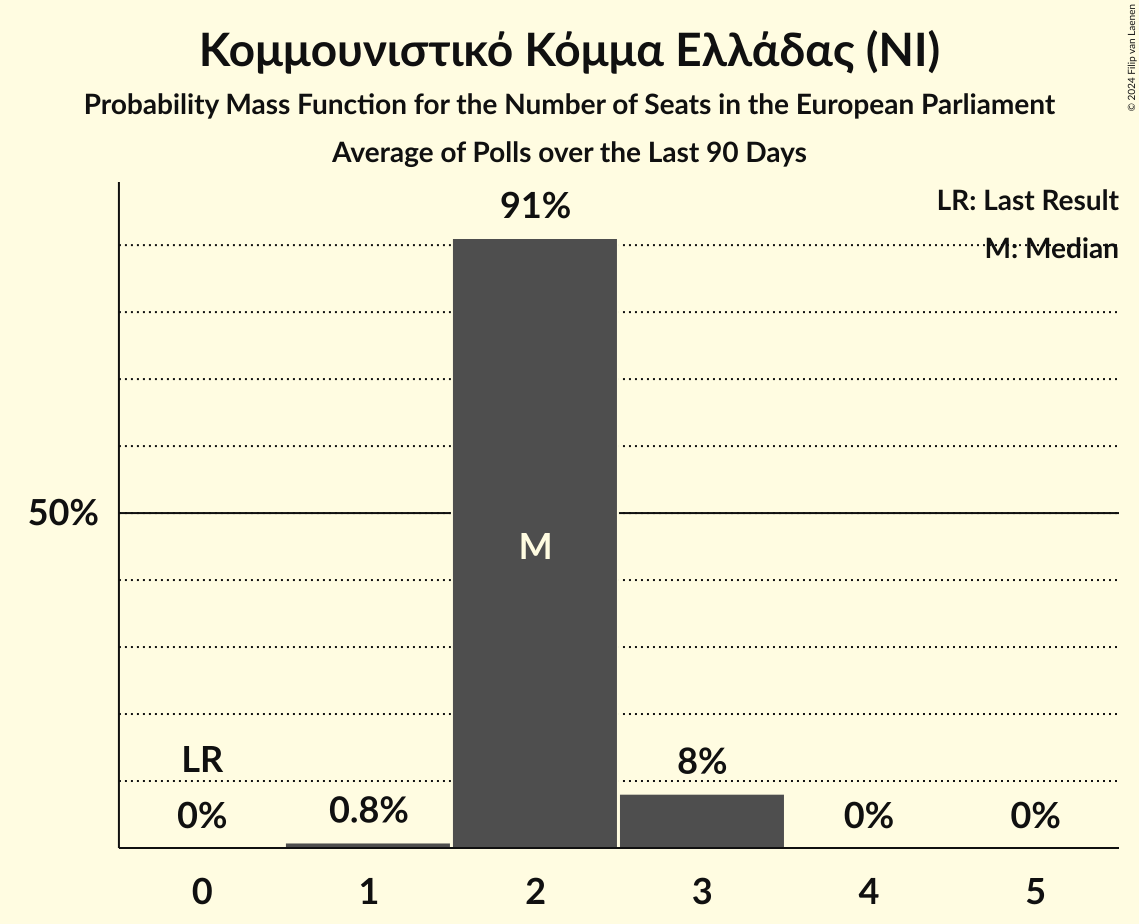 Κομμουνιστικό Κόμμα Ελλάδας (NI)
Probability Mass Function for the Number of Seats in the European Parliament
Average of Polls over the Last 90 Days
© 2024 Filip van Laenen
LR: Last Result
M: Median
91%
50%
M
LR
0%
0.8%
8%
0%
0%
0 1 2 3 4 5